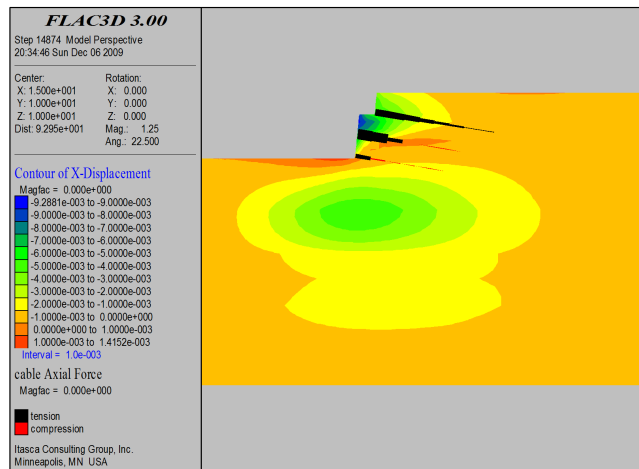 FLAC3D 3.00
Step 14874 Model Perspective
20:34:46 Sun Dec 06 2009
Center: Rotation:
X: 1.500e+001 X: 0.000
Y: 1.000e+001 Y: 0.000
Z: 1.000e+001 Z: 0.000
Dist: 9.295e+001 Mag.: 1.25
Ang.: 22.500
Contour of X-Displacement
Magfac = 0.000e+000
-9.2881e-003 to -9.0000e-003
-9.0000e-003 to -8.0000e-003
-8.0000e-003 to -7.0000e-003
-7.0000e-003 to -6.0000e-003
-6.0000e-003 to -5.0000e-003
-5.0000e-003 to -4.0000e-003
-4.0000e-003 to -3.0000e-003
-3.0000e-003 to -2.0000e-003
-2.0000e-003 to -1.0000e-003
-1.0000e-003 to 0.0000e+000
0.0000e+000 to 1.0000e-003
1.0000e-003 to 1.4152e-003
Interval = 1.0e-003
cable Axial Force
Magfac = 0.000e+000
tension
compression
Itasca Consulting Group, Inc.
Minneapolis, MN USA